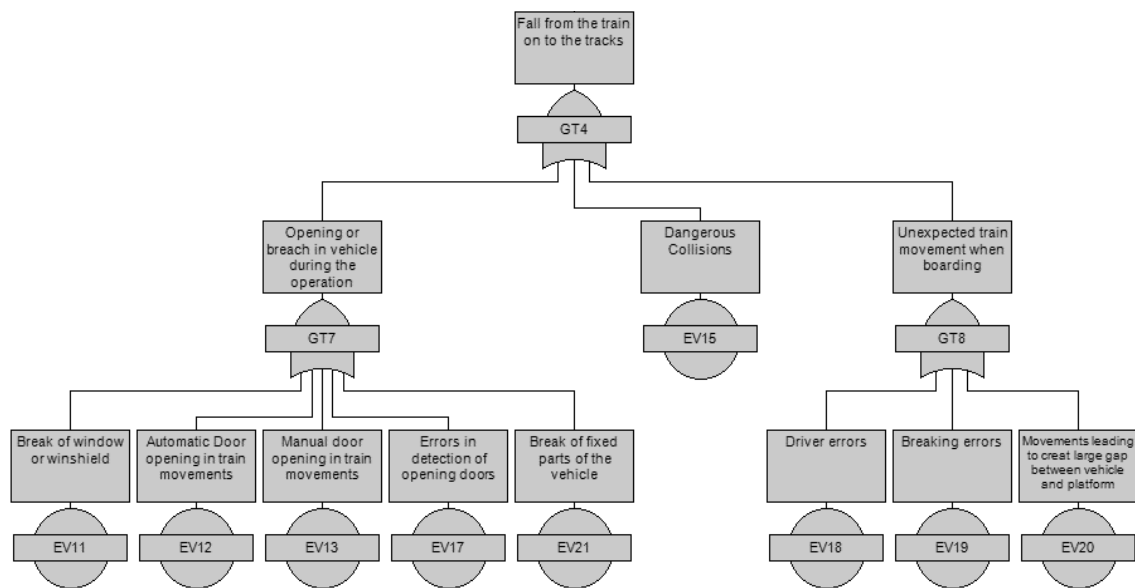 Fall from the train
on to the tracks
GT4
Opening or
breach in vehicle
during the
operation
Dangerous
Collisions
Unexpected train
movement when
boarding
GT7
EV15
GT8
Break of window
or winshield
Automatic Door
opening in train
movements
Manual door
opening in train
movements
Errors in
detection of
opening doors
Break of fixed
parts of the
vehicle
Driver errors
Breaking errors
Movements leading
to creat large gap
between vehicle
and platform
EV11
EV12
EV13
EV17
EV21
EV18
EV19
EV20